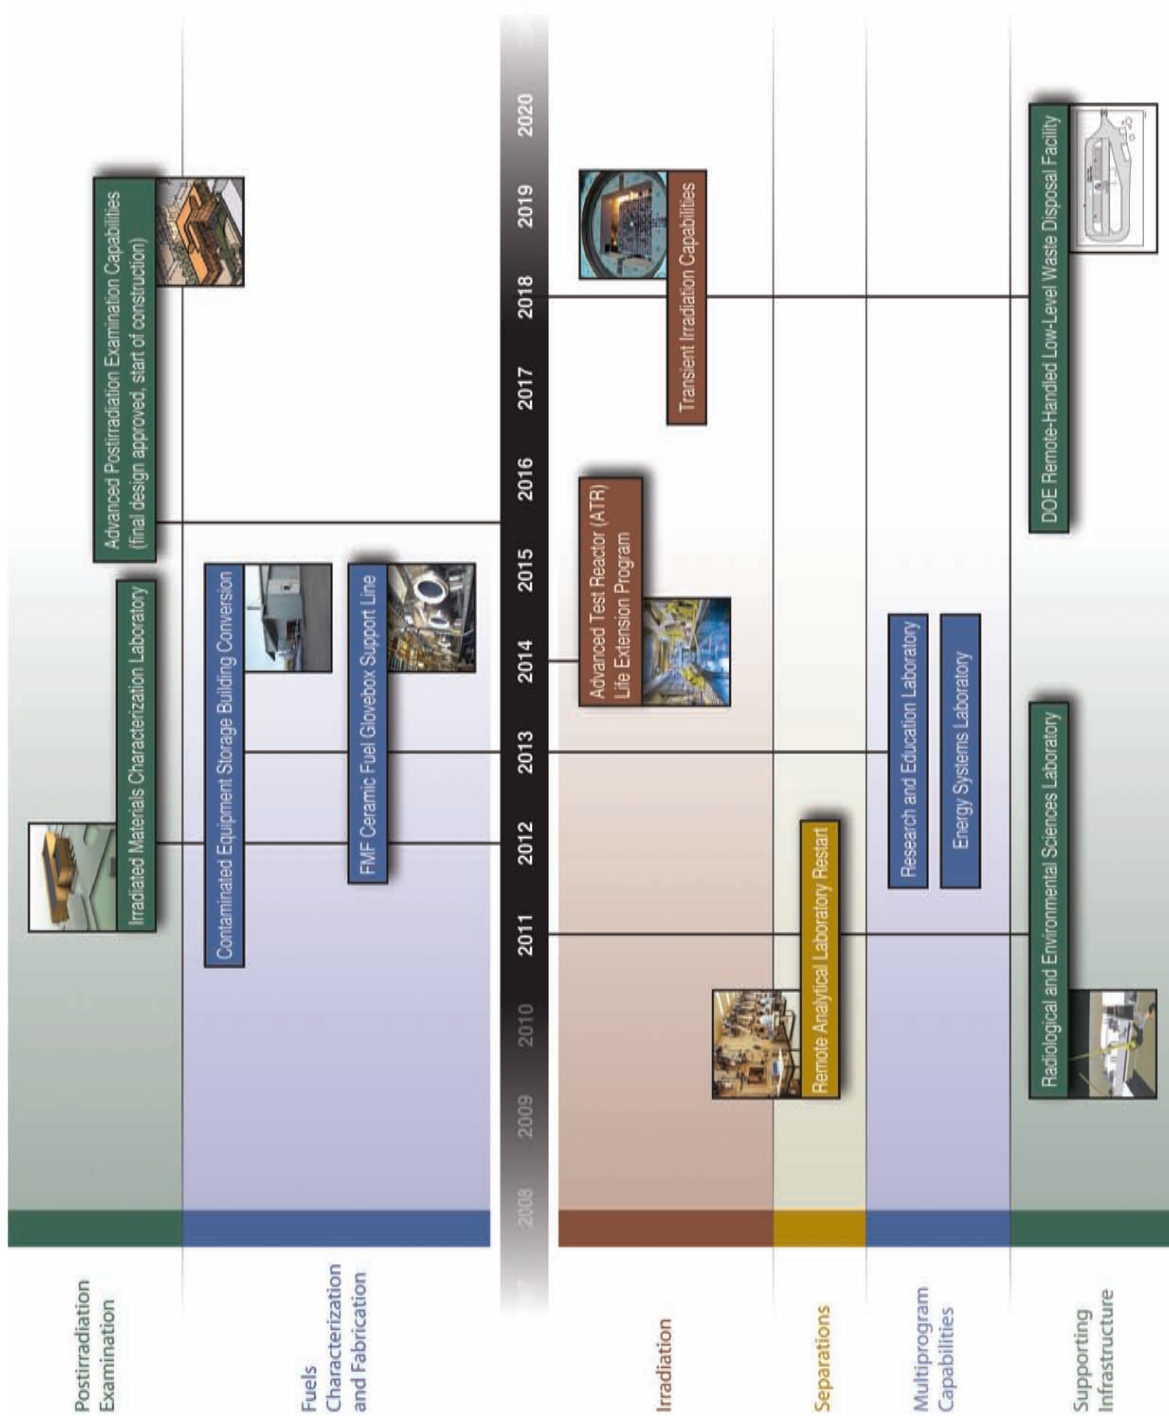 Postirradiation
Examination
Irradiated Materials Characterization Laboratory
Advanced Postirradiation Examination Capabilities
(final design approved, start of construction)
Fuels
Characterization
and Fabrication
Contaminated Equipment Storage Building Conversion
FMF Ceramic Fuel Glovebox Support Line
2008
2009
2010
2011
2012
2013
2014
2015
2016
2017
2018
2019
2020
Irradiation
Advanced Test Reactor (ATR)
Life Extension Program
Transient Irradiation Capabilities
Separations
Remote Analytical Laboratory Restart
Multiprogram
Capabilities
Research and Education Laboratory
Energy Systems Laboratory
Supporting
Infrastructure
Radiological and Environmental Sciences Laboratory
DOE Remote-Handled Low-Level Waste Disposal Facility